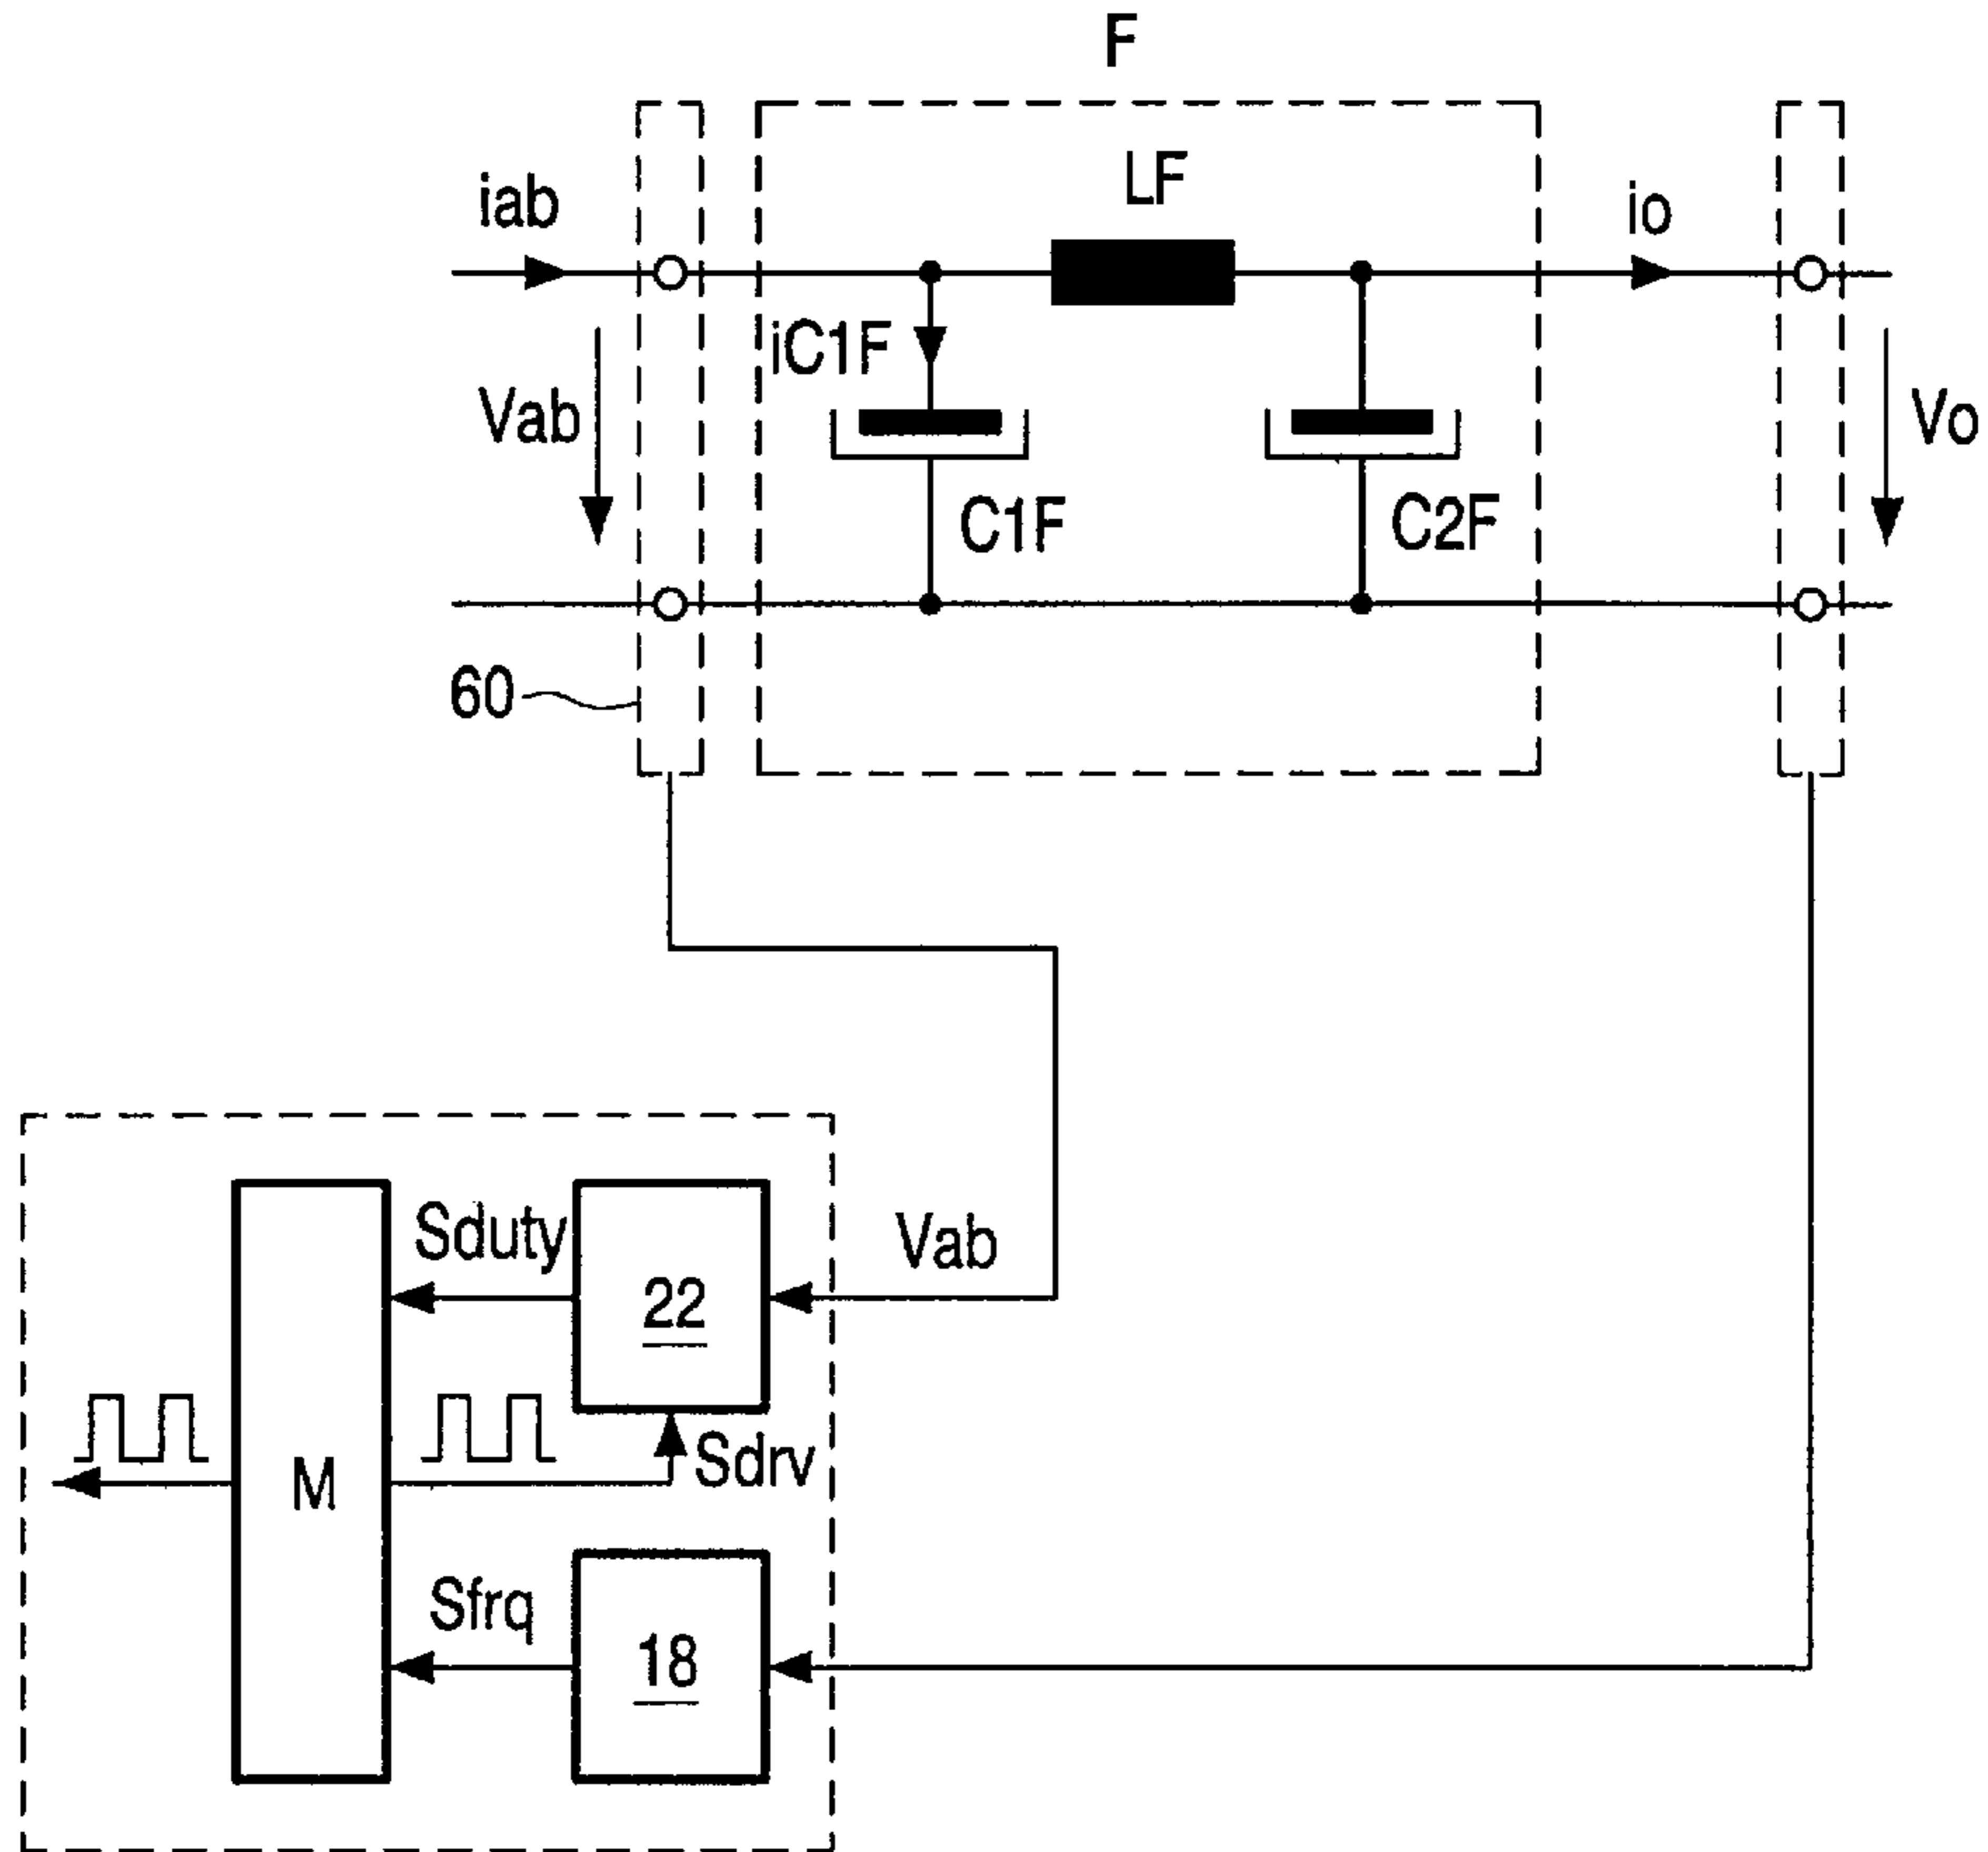 F
LF
iab
io
iC1F
Vab
Vo
C1F
C2F
60
Sduty
22
Vab
Sdrv
M
Sfrq
18